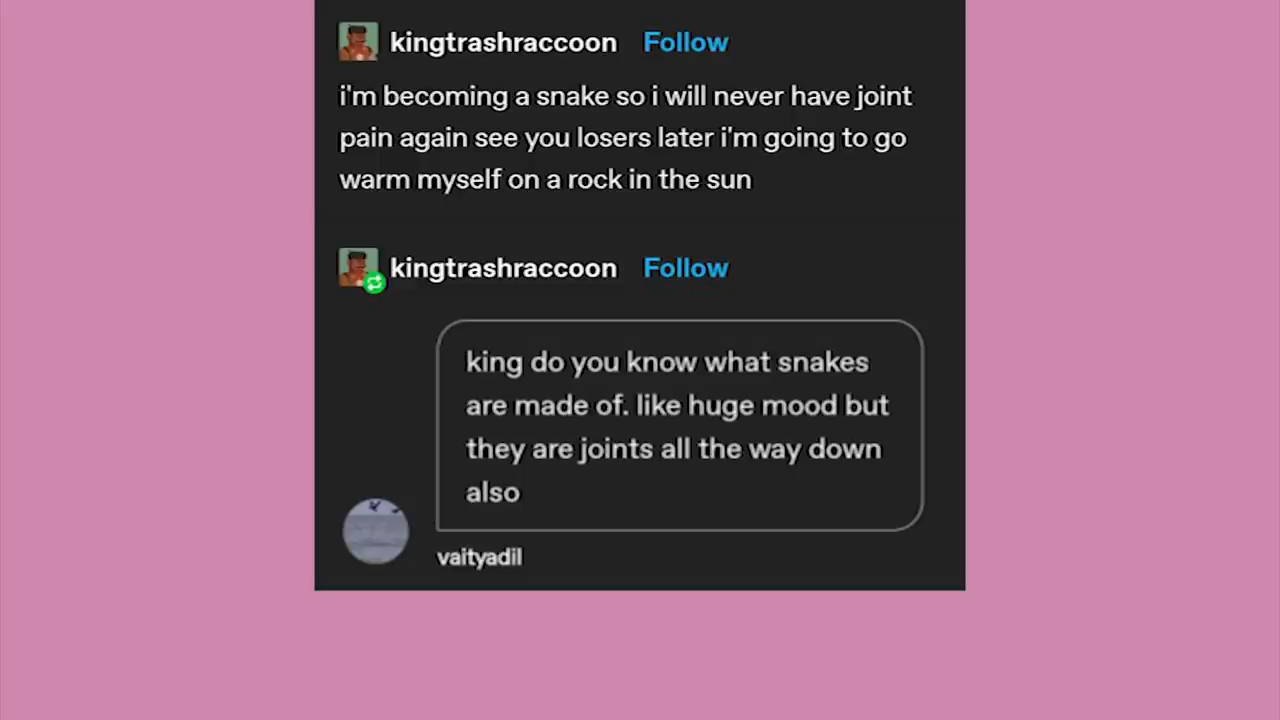 kingtrashraccoon Follow
i'm becoming a snake so i will never have joint
pain again see you losers later i'm going to go
warm myself on a rock in the sun
kingtrashraccoon Follow
king do you know what snakes
are made of. like huge mood but
they are joints all the way down
also
vaityadil